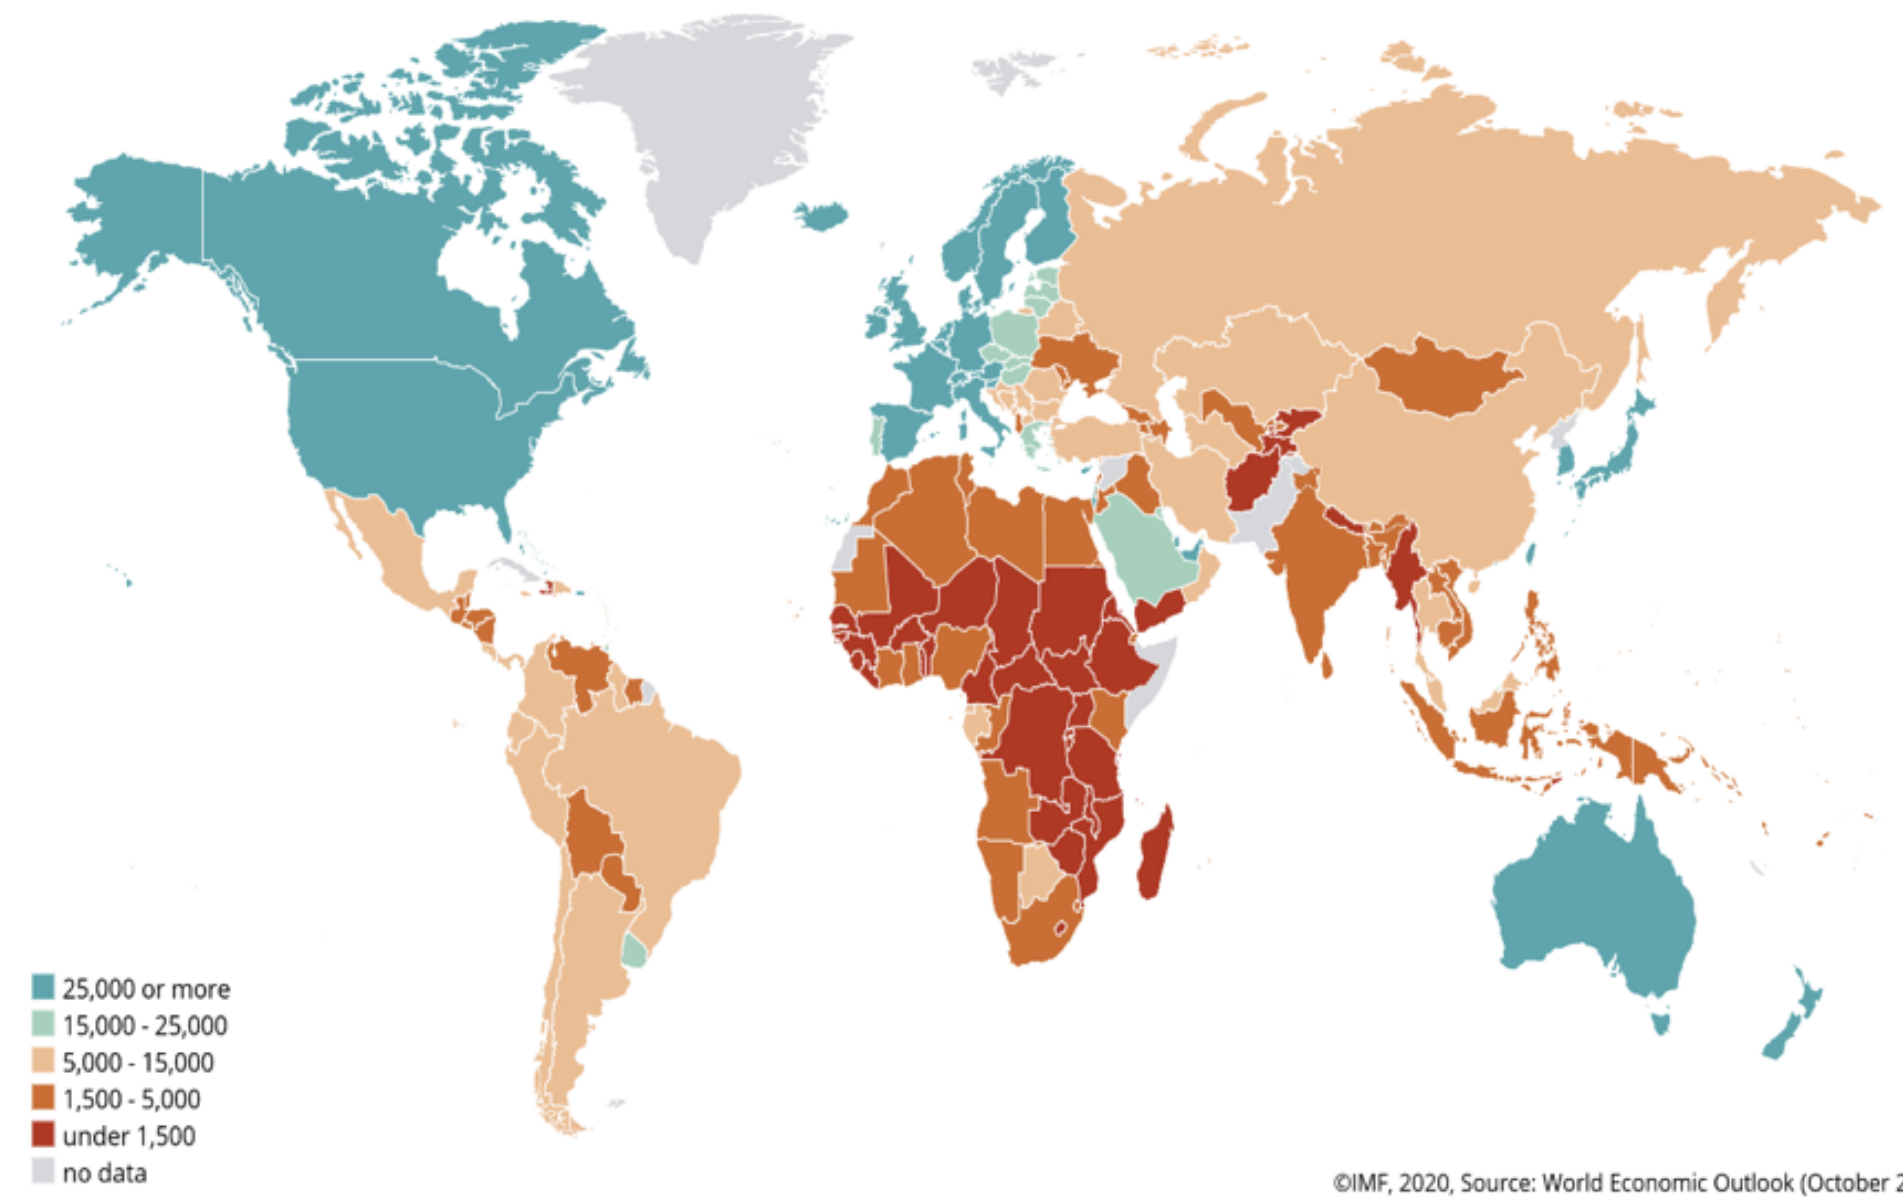 25,000 or more
15,000 - 25,000
5,000 - 15,000
1,500 - 5,000
under 1,500
no data
©IMF, 2020, Source: World Economic Outlook (October